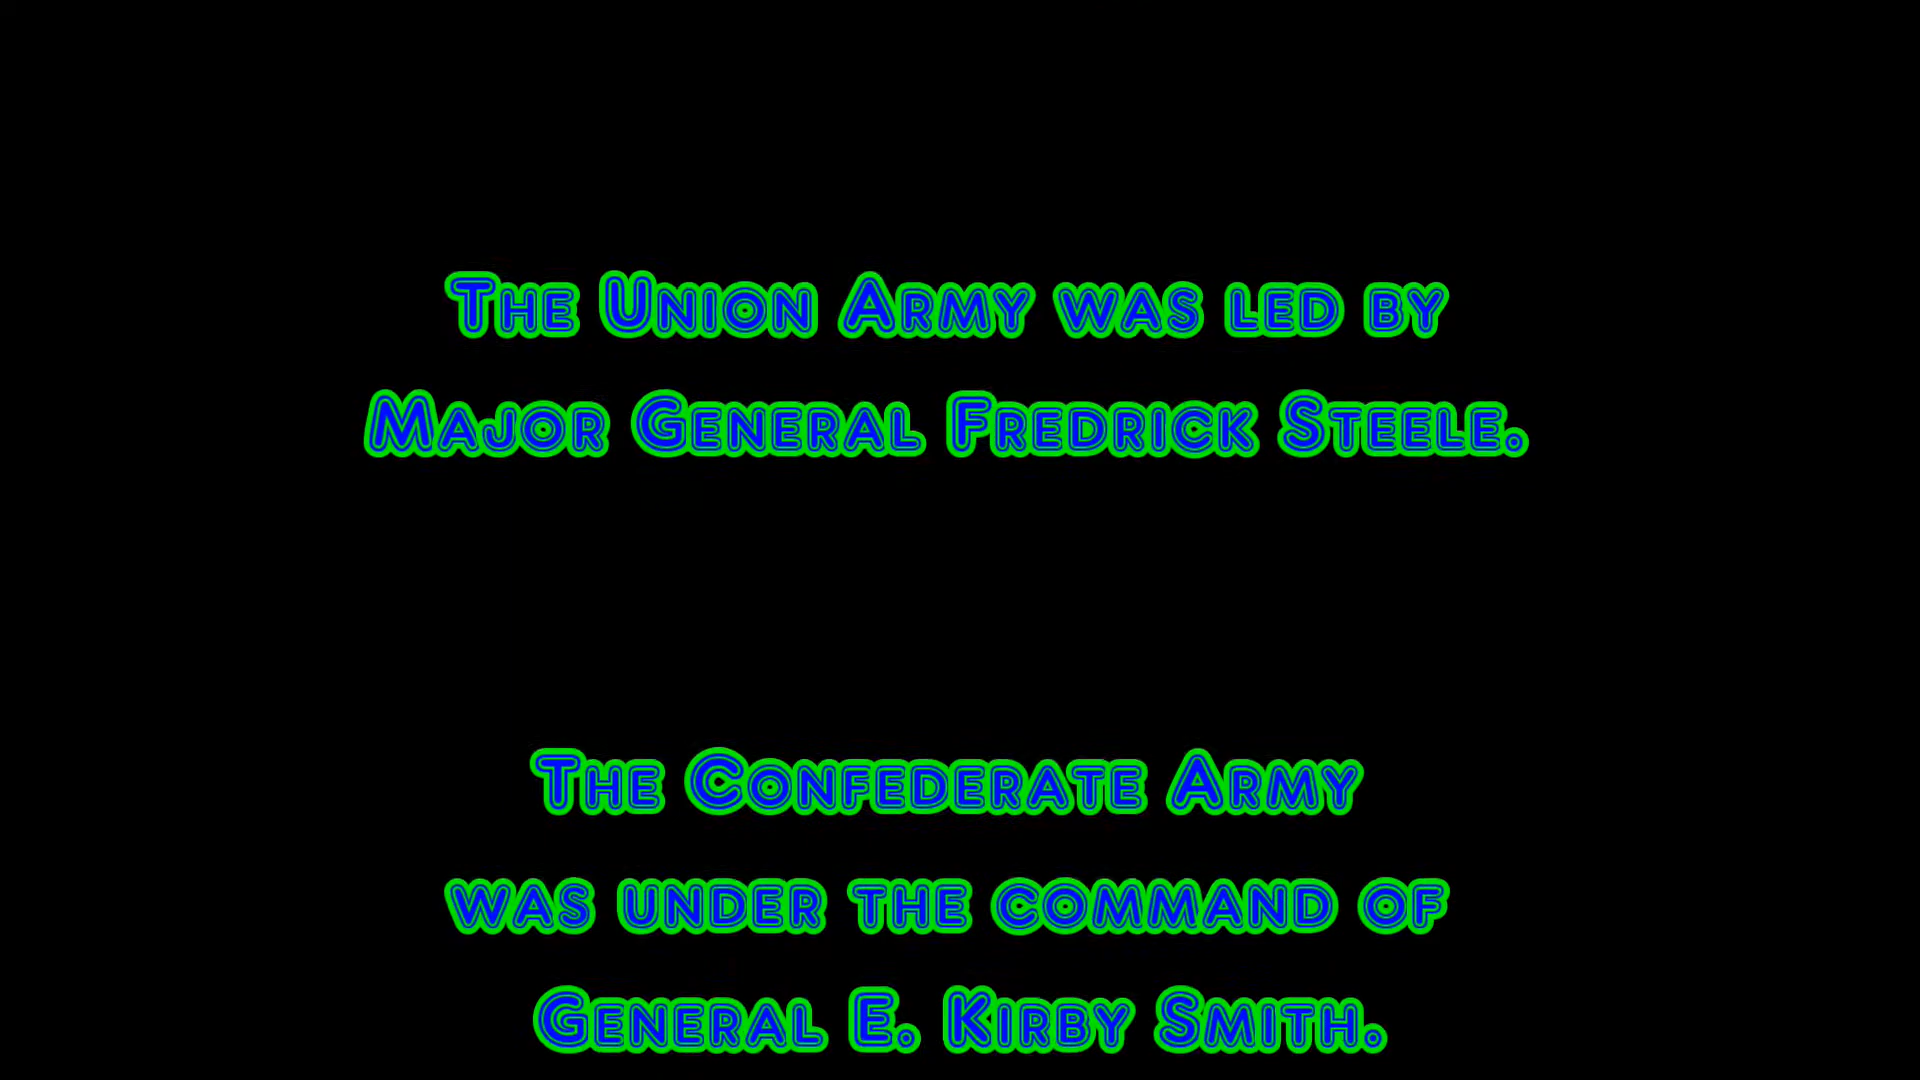 The Union Army was led by
Major General Fredrick Steele.
The Confederate Army
was under the command of
General E. Kirby Smith.